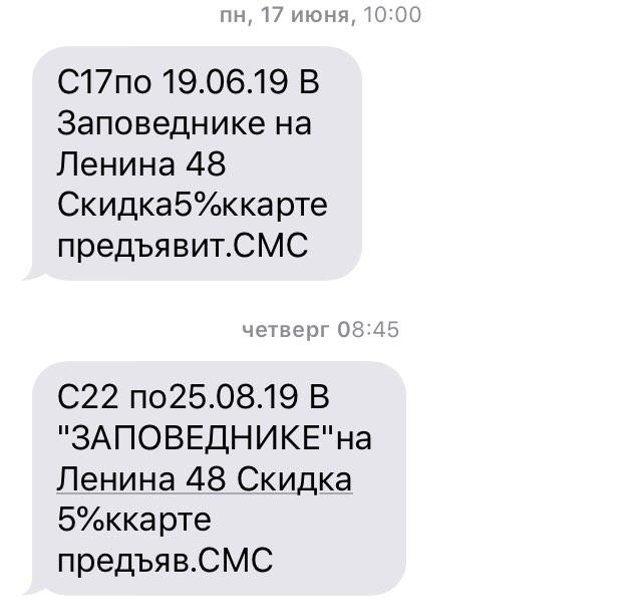 пн, 17 июня, 10:00
С17по 19.06.19 В
Заповеднике на
Ленина 48
Скидка5%ккарте
предъявит.СМС
четверг 08:45
С22 по25.08.19 В
"ЗАПОВЕДНИКЕ"на
Ленина 48 Скидка
5%ккарте
предъяв.СМС